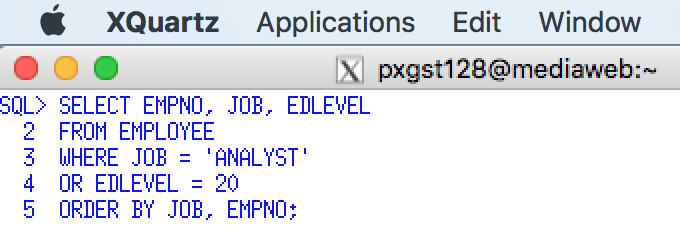 XQuartz Applications Edit Window
X pxgst128@mediaweb:~
SQL> SELECT EMPNO, JOB, EDLEVEL
2 FROM EMPLOYEE
3 WHERE JOB = 'ANALYST'
4 OR EDLEVEL = 20
5 ORDER BY JOB, EMPNO;